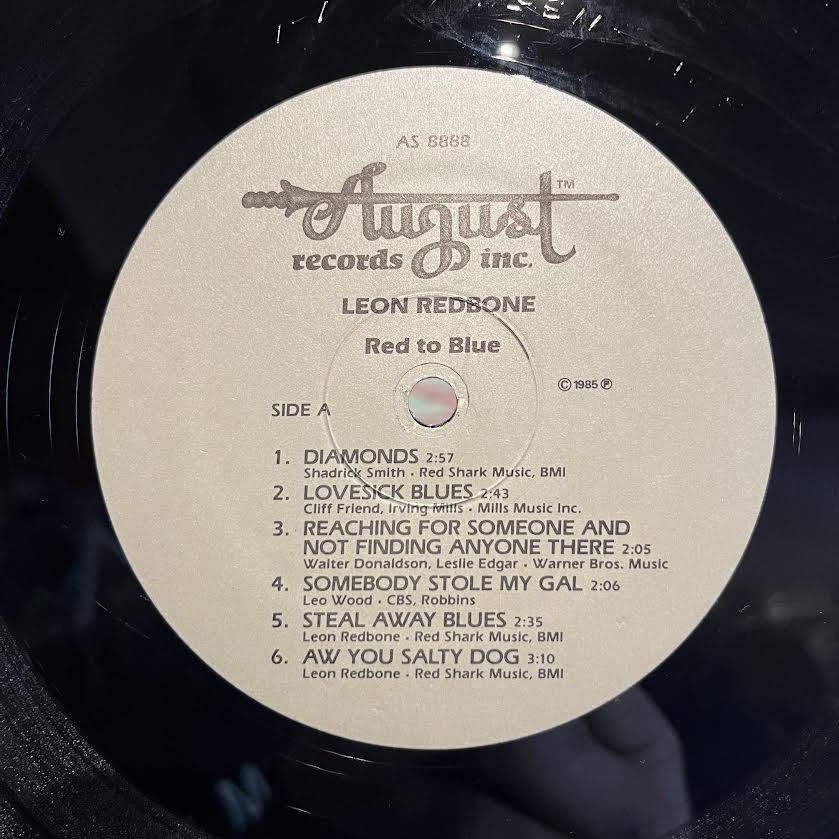 AS 8888
August™
records inc.
LEON REDBONE
Red to Blue
© 1985 ℗
SIDE A
1. DIAMONDS 2:57
Shadrick Smith • Red Shark Music, BMI
2. LOVESICK BLUES 2:43
Cliff Friend, Irving Mills • Mills Music Inc.
3. REACHING FOR SOMEONE AND
NOT FINDING ANYONE THERE 2:05
Walter Donaldson, Leslie Edgar • Warner Bros. Music
4. SOMEBODY STOLE MY GAL 2:06
Leo Wood • CBS, Robbins
5. STEAL AWAY BLUES 2:35
Leon Redbone • Red Shark Music, BMI
6. AW YOU SALTY DOG 3:10
Leon Redbone • Red Shark Music, BMI